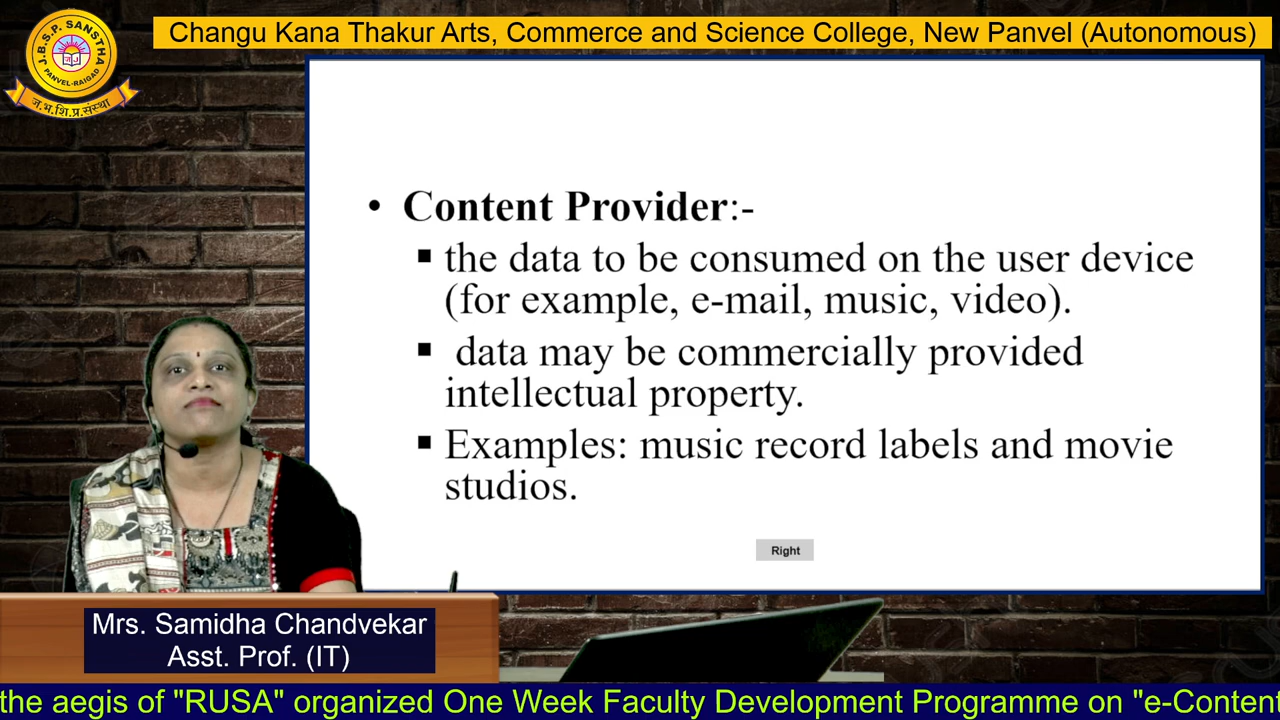 J.B.S.P. SANSTHA
PANVEL-RAIGAD
ज.भ.शि.प्र.संस्था
Changu Kana Thakur Arts, Commerce and Science College, New Panvel (Autonomous)
• Content Provider:-
▪ the data to be consumed on the user device
(for example, e-mail, music, video).
▪ data may be commercially provided
intellectual property.
▪ Examples: music record labels and movie
studios.
Right
Mrs. Samidha Chandvekar
Asst. Prof. (IT)
the aegis of "RUSA" organized One Week Faculty Development Programme on "e-Content